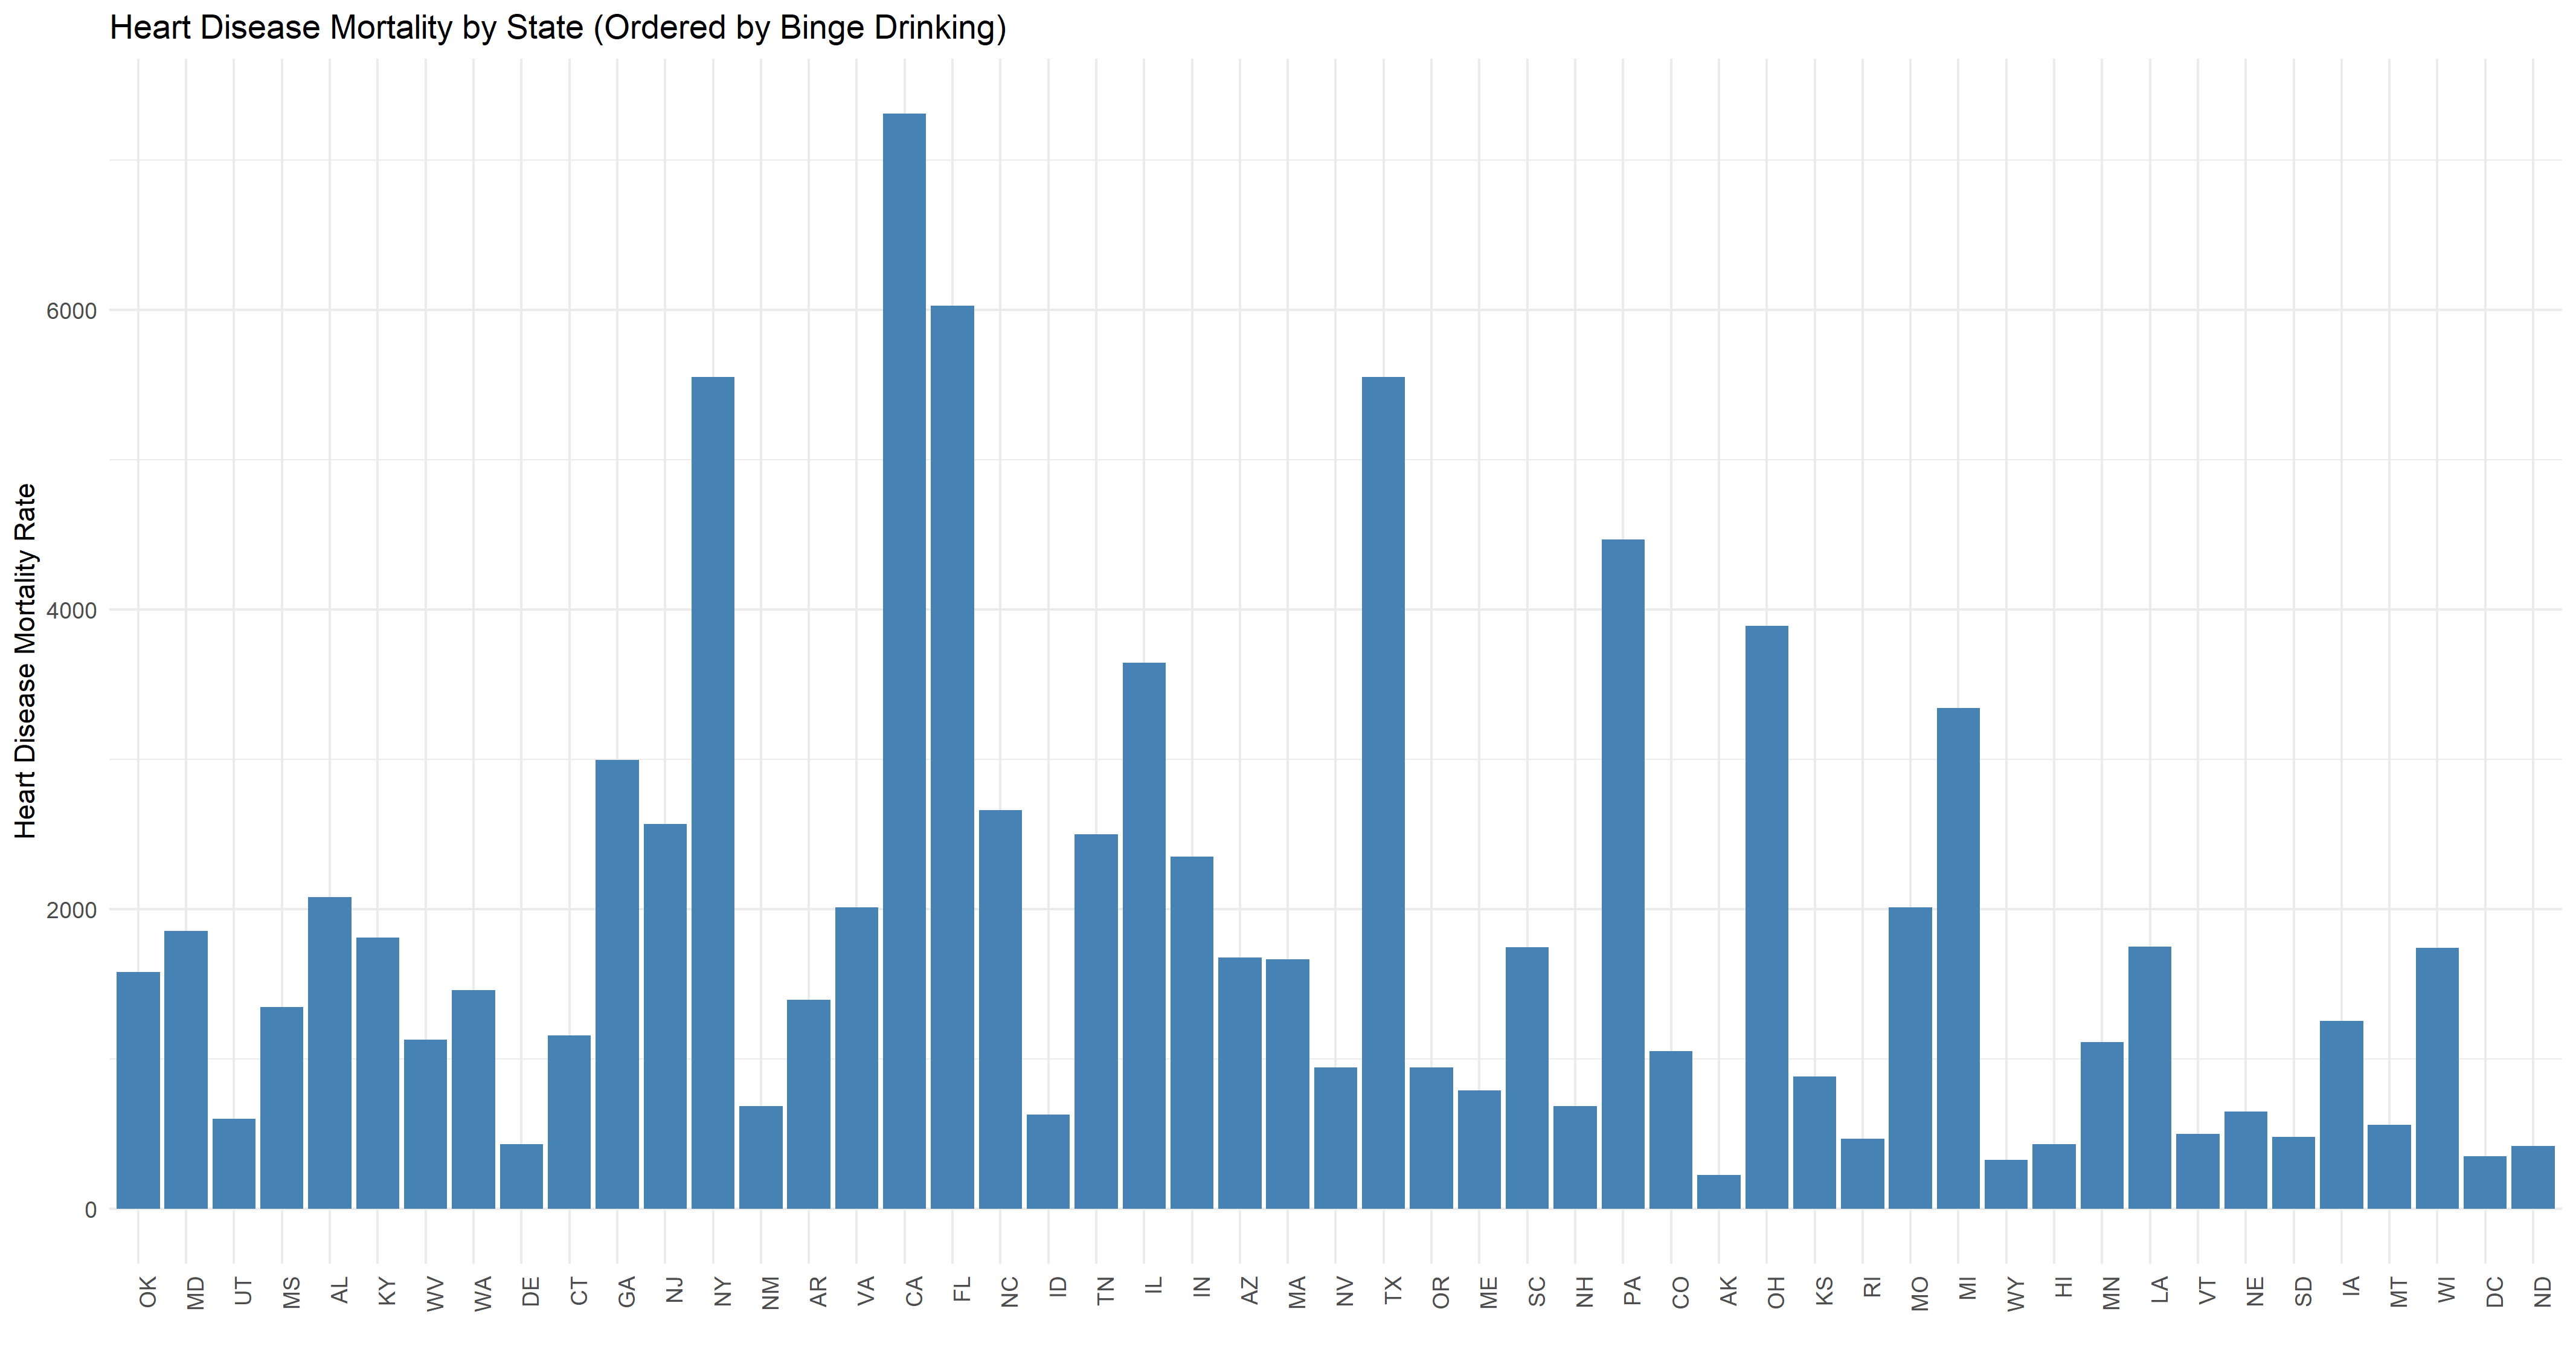 Heart Disease Mortality by State (Ordered by Binge Drinking)
Heart Disease Mortality Rate
6000
4000
2000
0
OK MD UT MS AL KY WV WA DE CT GA NJ NY NM AR VA CA FL NC ID TN IL IN AZ MA NV TX OR ME SC NH PA CO AK OH KS RI MO MI WY HI MN LA VT NE SD IA MT WI DC ND